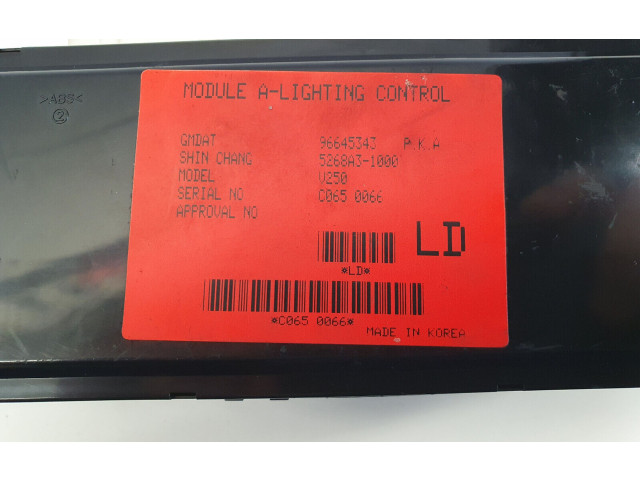 >ABS<
2
MODULE A-LIGHTING CONTROL
GMDAT 96645343 P.K.A
SHIN CHANG 5268A3-1000
MODEL V250
SERIAL NO C065 0066
APPROVAL NO
LD
*LD*
*C065 0066*
MADE IN KOREA